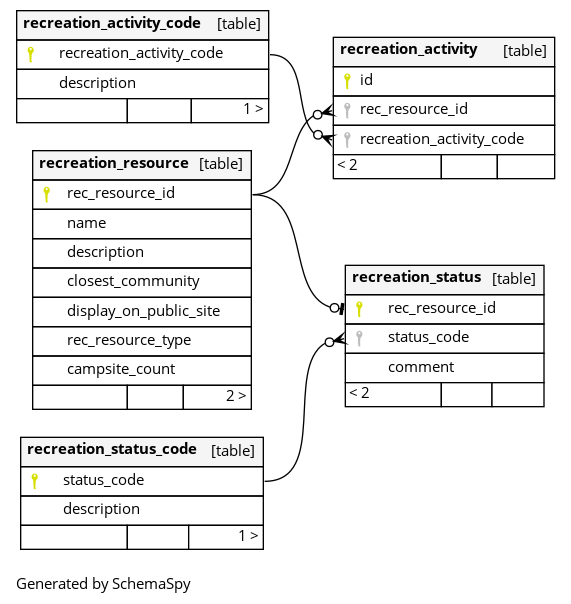 recreation_activity_code [table]
recreation_activity_code
description
1 >
recreation_activity [table]
id
rec_resource_id
recreation_activity_code
< 2
recreation_resource [table]
rec_resource_id
name
description
closest_community
display_on_public_site
rec_resource_type
campsite_count
2 >
recreation_status [table]
rec_resource_id
status_code
comment
< 2
recreation_status_code [table]
status_code
description
1 >
Generated by SchemaSpy